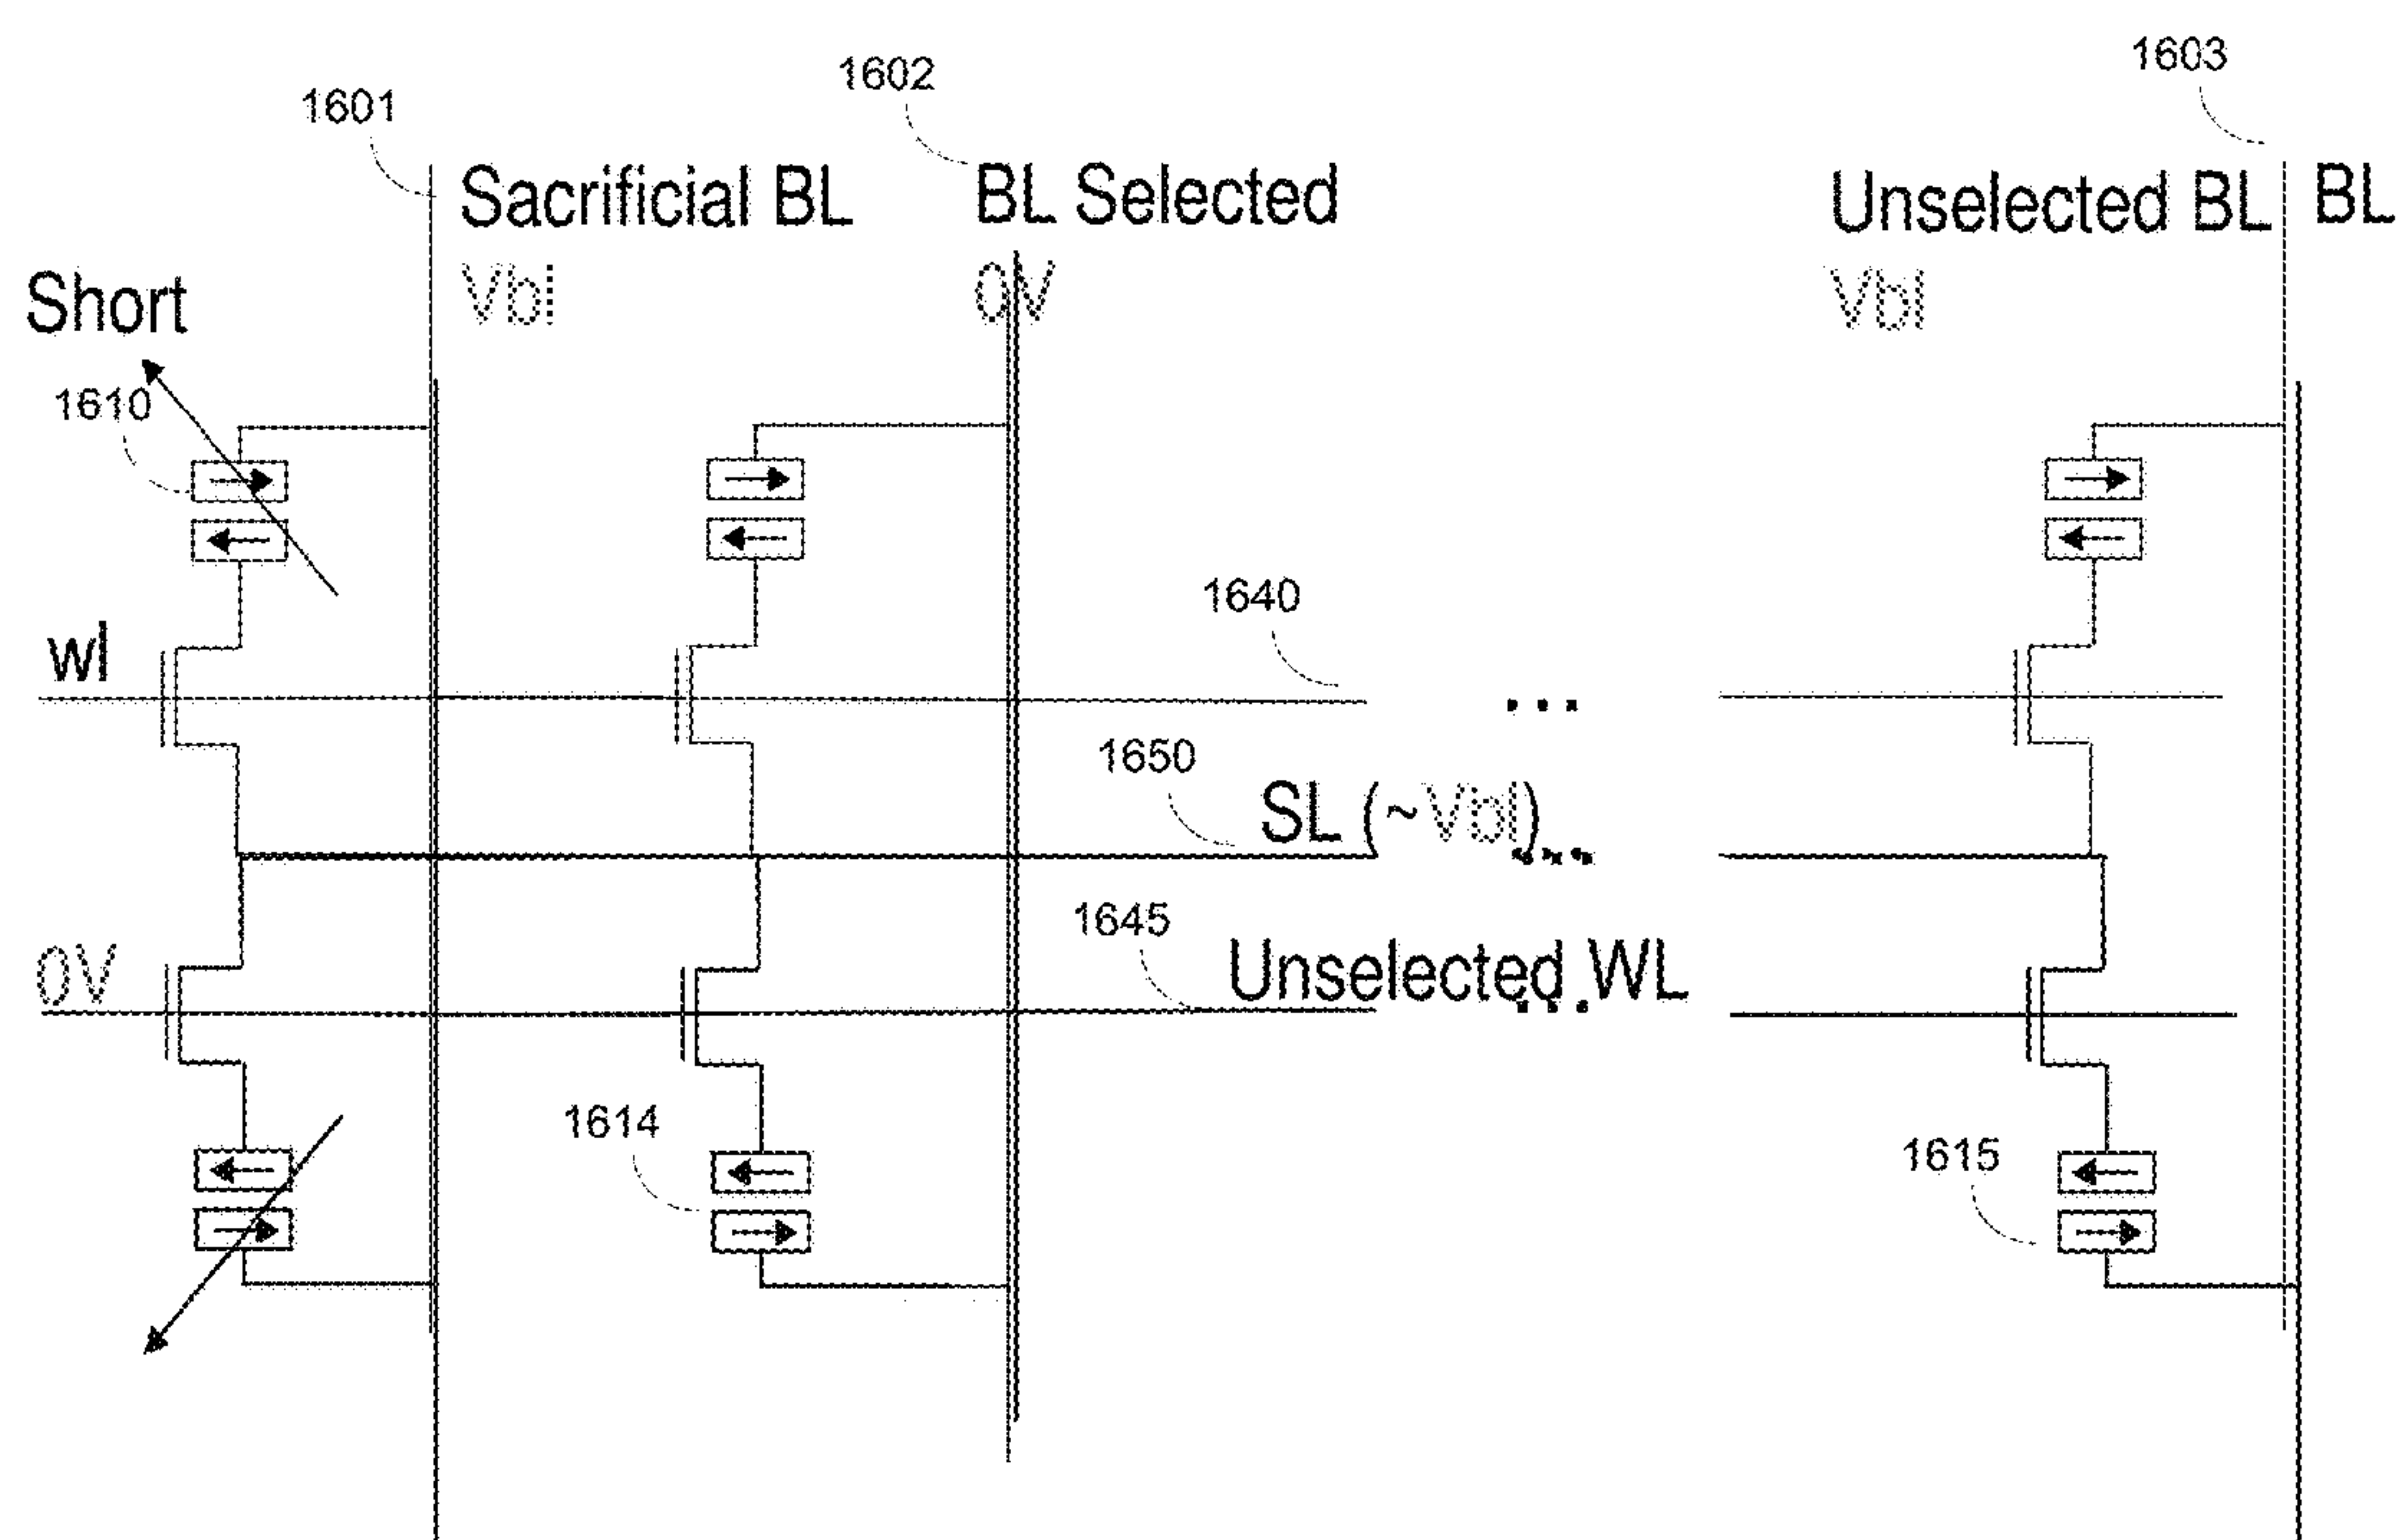 1603
1602
1601
Sacrificial BL
BL Selected
Unselected BL
BL
Vbl
0V
Vbl
Short
1610
1640
wl
1650
SL (~Vbl)...
1645
0V
Unselected WL
...
1614
1615